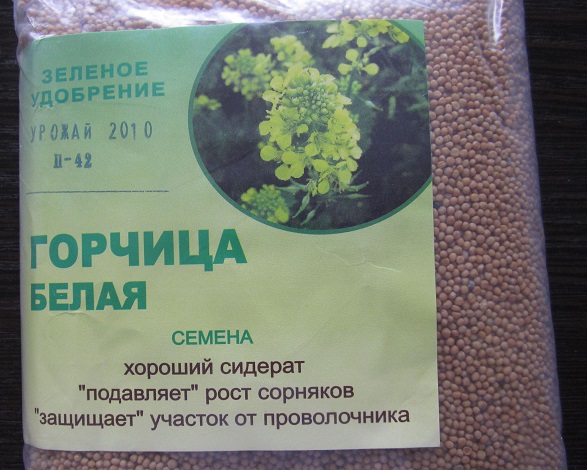 ЗЕЛЕНОЕ
УДОБРЕНИЕ
УРОЖАЙ 2010
П-42
ГОРЧИЦА
БЕЛАЯ
СЕМЕНА
хороший сидерат
"подавляет" рост сорняков
"защищает" участок от проволочника